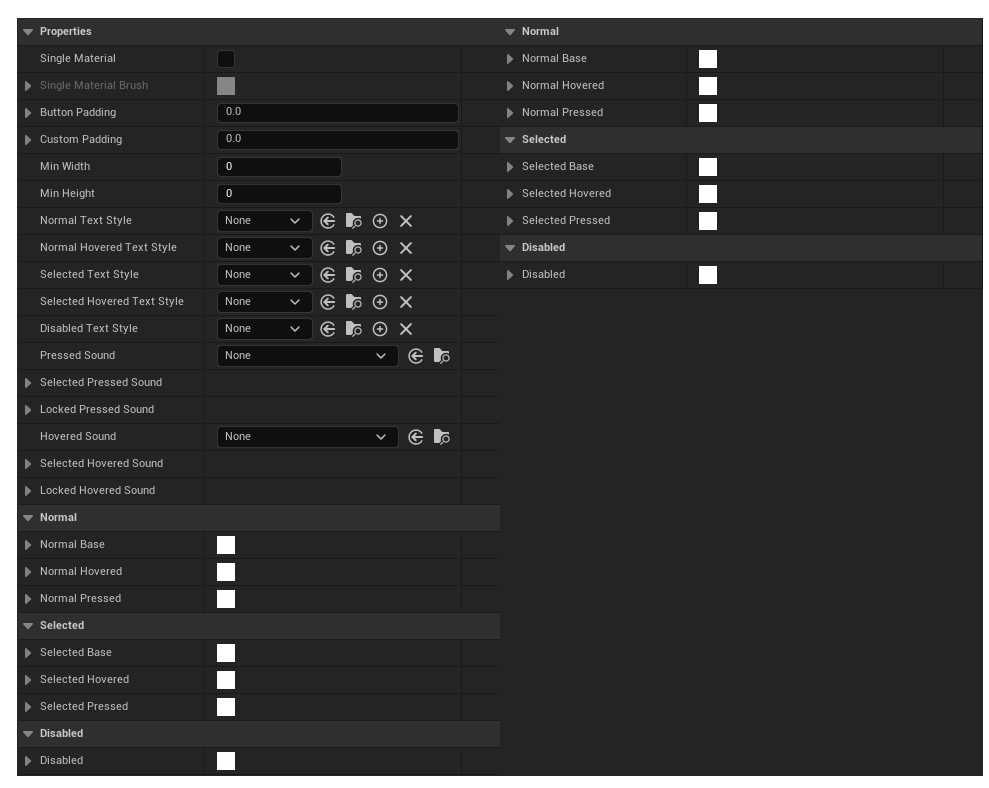 Properties
Single Material
Single Material Brush
Button Padding 0.0
Custom Padding 0.0
Min Width 0
Min Height 0
Normal Text Style None
Normal Hovered Text Style None
Selected Text Style None
Selected Hovered Text Style None
Disabled Text Style None
Pressed Sound None
Selected Pressed Sound
Locked Pressed Sound
Hovered Sound None
Selected Hovered Sound
Locked Hovered Sound
Normal
Normal Base
Normal Hovered
Normal Pressed
Selected
Selected Base
Selected Hovered
Selected Pressed
Disabled
Disabled
Normal
Normal Base
Normal Hovered
Normal Pressed
Selected
Selected Base
Selected Hovered
Selected Pressed
Disabled
Disabled